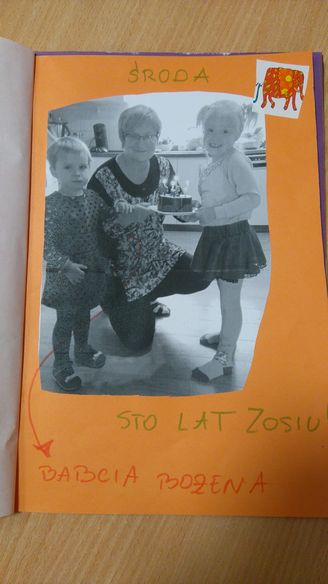 ŚRODA
STO LAT ZOSIU
BABCIA BOŻENA